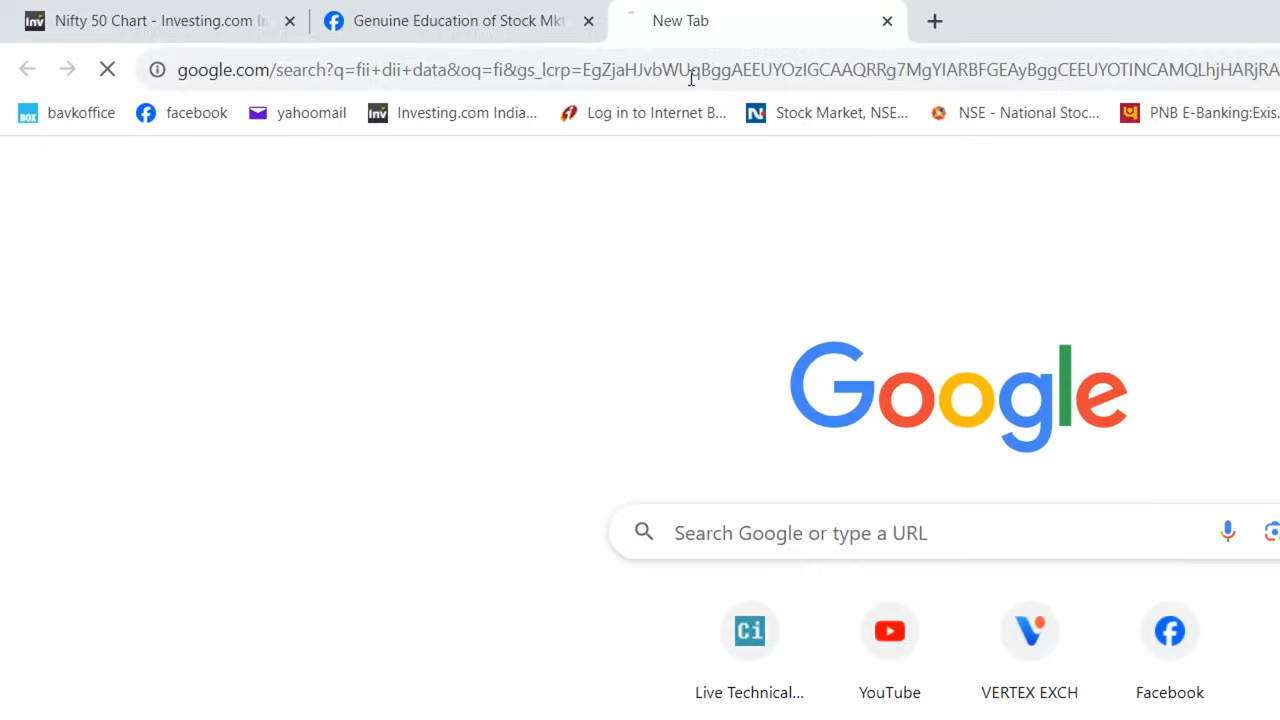 Nifty 50 Chart - Investing.com In
Genuine Education of Stock Mkt
New Tab
google.com/search?q=fii+dii+data&oq=fi&gs_lcrp=EgZjaHJvbWUqBggAEEUYOzIGCAAQRRg7MgYIARBFGEAyBggCEEUYOTINCAMQLhjHARjRA
bavkoffice
facebook
yahoomail
Inv
Investing.com India...
Log in to Internet B...
Stock Market, NSE...
NSE - National Stoc...
PNB E-Banking:Exis.
Google
Search Google or type a URL
Ci
Live Technical...
YouTube
VERTEX EXCH
Facebook